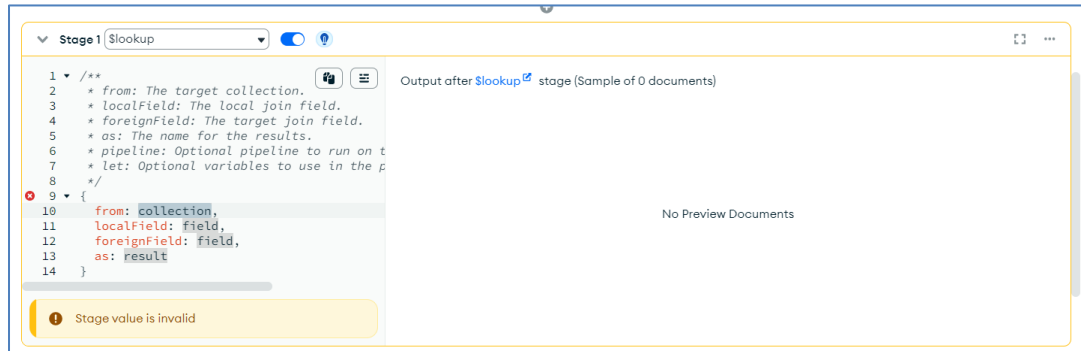 Stage 1 $lookup
1 /**
2 * from: The target collection.
3 * localField: The local join field.
4 * foreignField: The target join field.
5 * as: The name for the results.
6 * pipeline: Optional pipeline to run on t
7 * let: Optional variables to use in the p
8 */
9 {
10 from: collection,
11 localField: field,
12 foreignField: field,
13 as: result
14 }
Stage value is invalid
Output after $lookup stage (Sample of 0 documents)
No Preview Documents